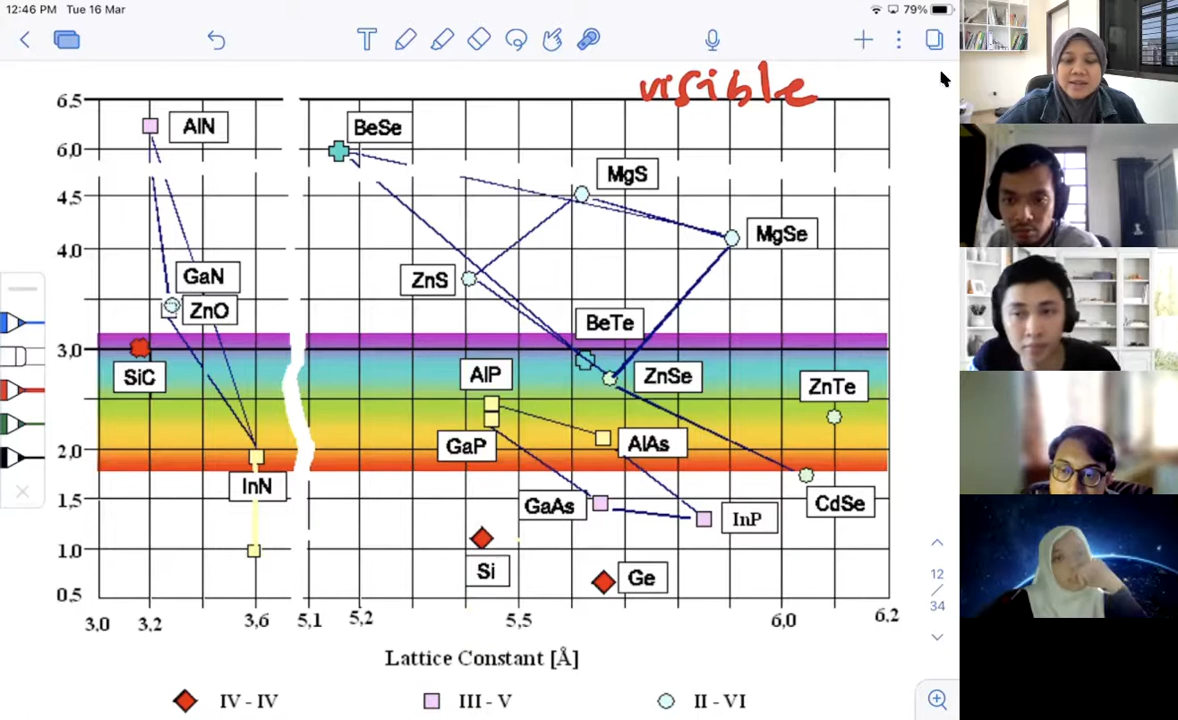 12:46 PM Tue 16 Mar
79%
visible
6.5
AlN
BeSe
6,0
MgS
4.5
MgSe
4,0
GaN
ZnS
ZnO
BeTe
3,0
SiC
AlP
ZnSe
ZnTe
2,0
GaP
AlAs
InN
1,5
GaAs
InP
CdSe
1,0
Si
Ge
0.5
3,0 3,2 3,6 5,1 5,2 5,5 6,0 6,2
Lattice Constant [Å]
IV - IV III - V II - VI
12
/
34